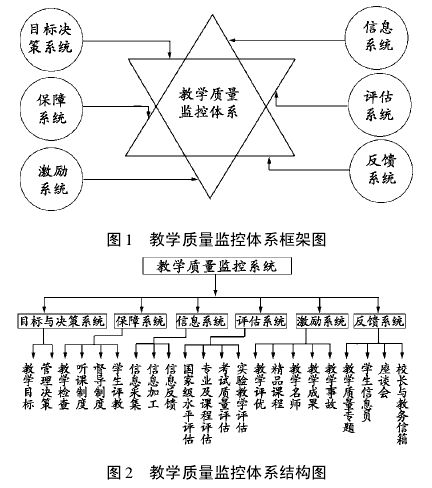 目标决
策系统
信息
系统
保障
系统
教学质量
监控体系
评估
系统
激励
系统
反馈
系统
图1 教学质量监控体系框架图
教学质量监控系统
目标与决策系统
保障系统
信息系统
评估系统
激励系统
反馈系统
教学目标
管理决策
教学检查
听课制度
督导制度
学生评教
信息采集
信息加工
信息反馈
国家级水平评估
专业及课程评估
考试质量评估
实验教学评估
教学评优
精品课程
教学名师
教学成果
教学事故
教学质量专题
学生信息员
座谈会
校长与教务信箱
图2 教学质量监控体系结构图